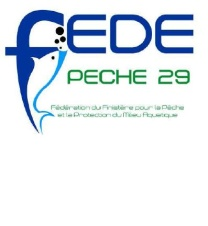 FEDE
PECHE 29
Fédération du Finistère pour la Pêche
et la Protection du Milieu Aquatique